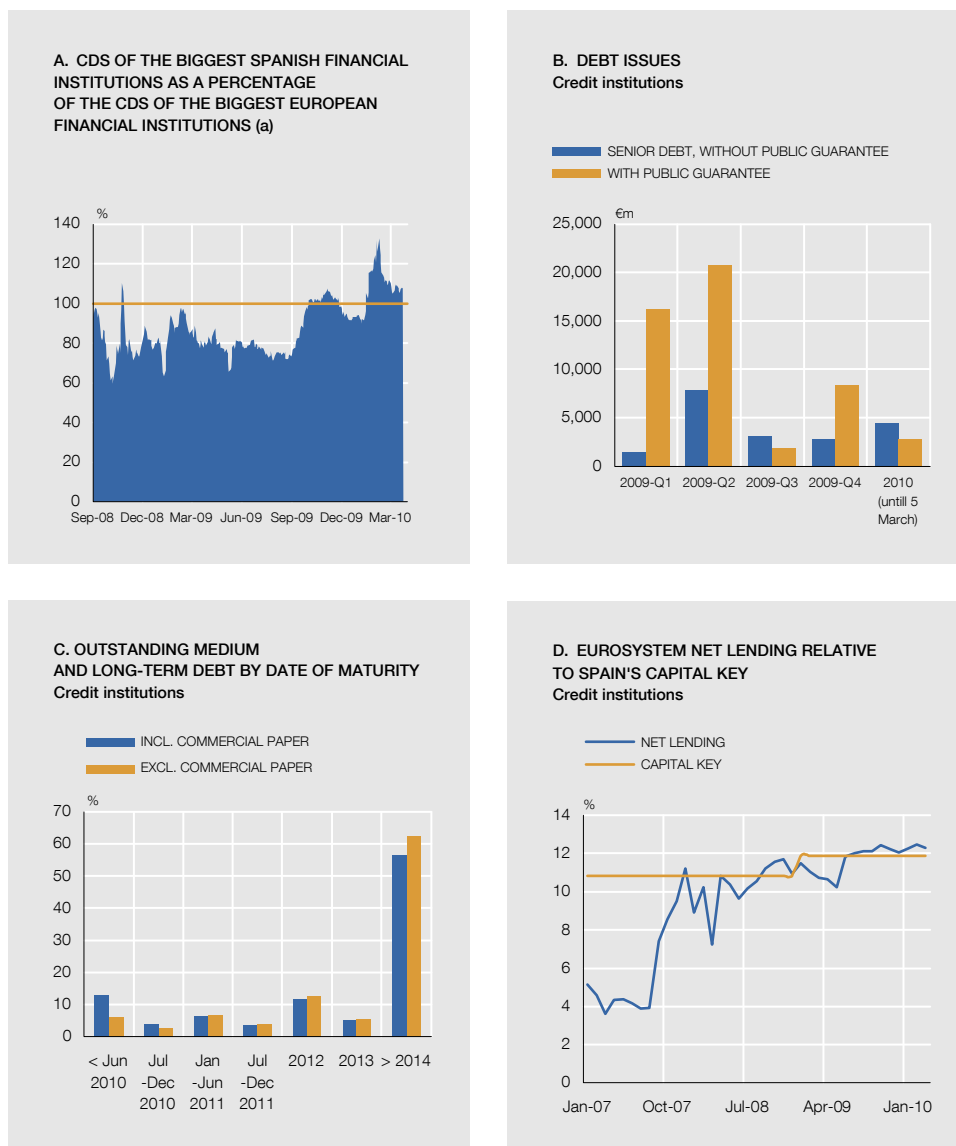 A. CDS OF THE BIGGEST SPANISH FINANCIAL
INSTITUTIONS AS A PERCENTAGE
OF THE CDS OF THE BIGGEST EUROPEAN
FINANCIAL INSTITUTIONS (a)
%
140
120
100
80
60
40
20
0
Sep-08 Dec-08 Mar-09 Jun-09 Sep-09 Dec-09 Mar-10
B. DEBT ISSUES
Credit institutions
SENIOR DEBT, WITHOUT PUBLIC GUARANTEE
WITH PUBLIC GUARANTEE
€m
25,000
20,000
15,000
10,000
5,000
0
2009-Q1 2009-Q2 2009-Q3 2009-Q4 2010
(untill 5
March)
C. OUTSTANDING MEDIUM
AND LONG-TERM DEBT BY DATE OF MATURITY
Credit institutions
INCL. COMMERCIAL PAPER
EXCL. COMMERCIAL PAPER
%
70
60
50
40
30
20
10
0
< Jun Jul Jan Jul 2012 2013 > 2014
2010 -Dec -Jun -Dec
2010 2011 2011
D. EUROSYSTEM NET LENDING RELATIVE
TO SPAIN'S CAPITAL KEY
Credit institutions
NET LENDING
CAPITAL KEY
%
14
12
10
8
6
4
2
0
Jan-07 Oct-07 Jul-08 Apr-09 Jan-10